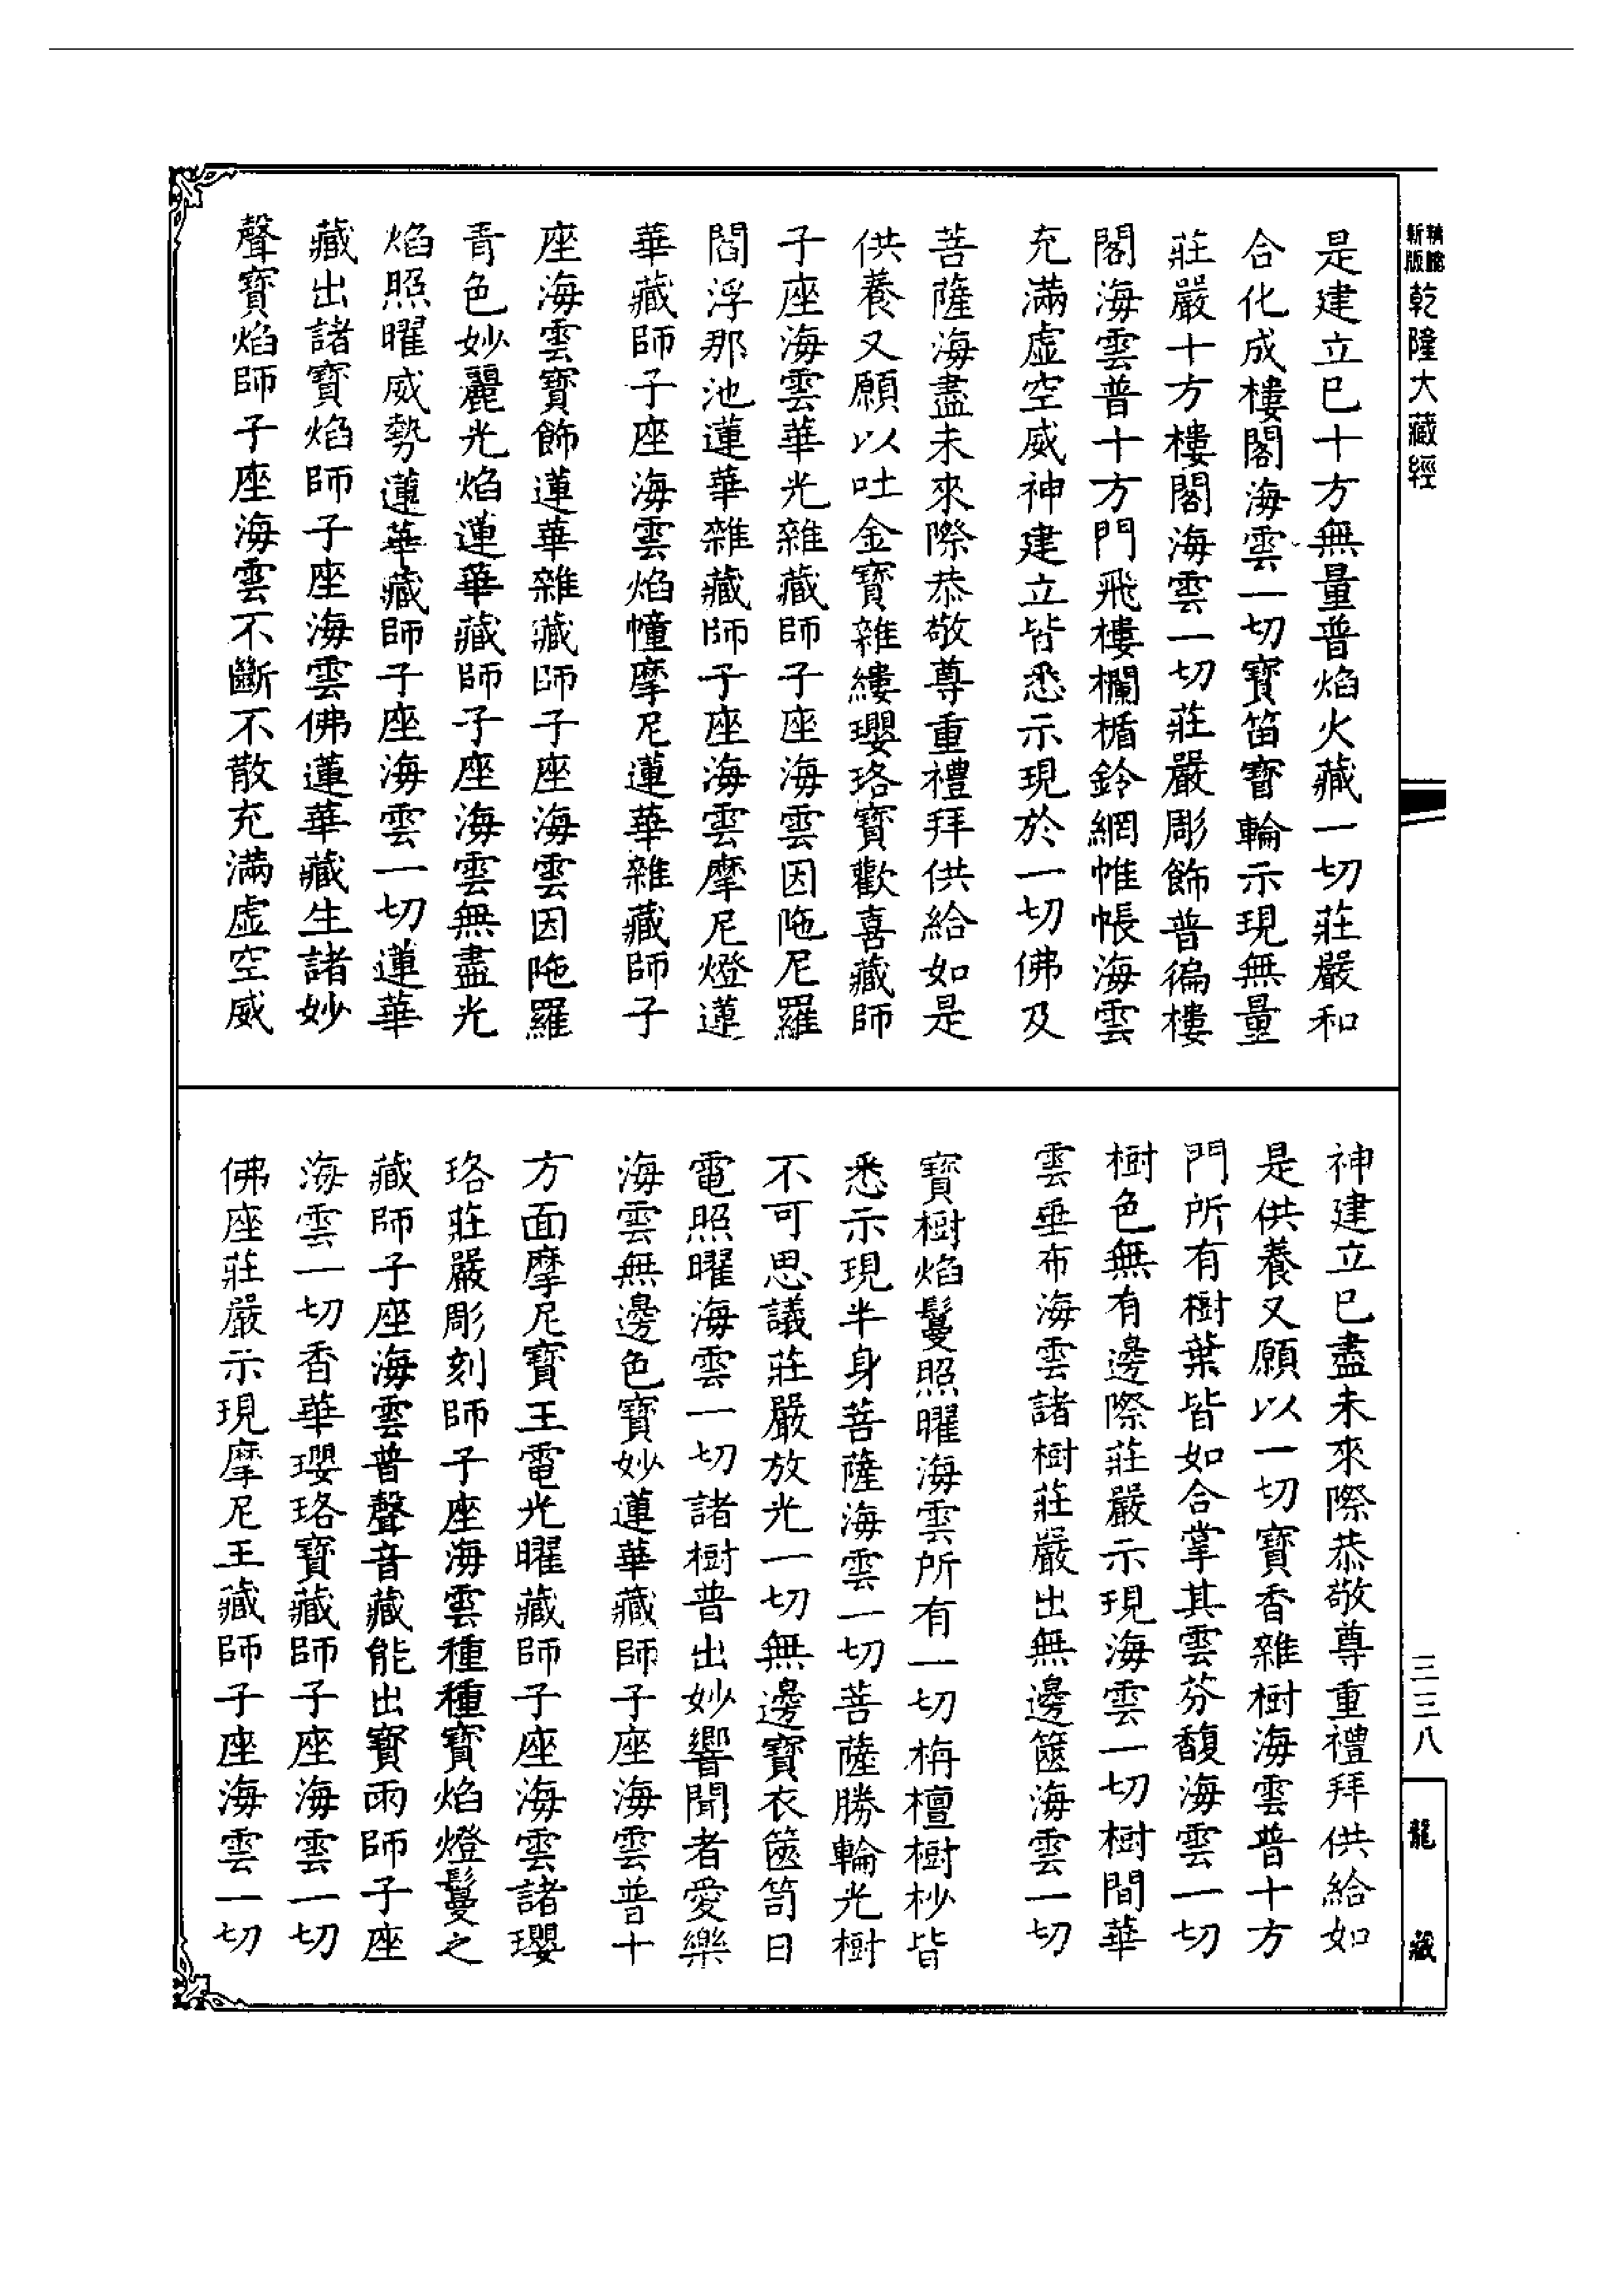 新版
精縮
乾隆大藏經
是建立已十方無量普焰火藏一切莊嚴和
合化成樓閣海雲一切寶笛寶輪示現無量
莊嚴十方樓閣海雲一切莊嚴彫飾普徧樓
閣海雲普十方門飛樓欄楯鈴網帷帳海雲
充滿虛空威神建立皆悉示現於一切佛及
菩薩海盡未來際恭敬尊重禮拜供給如是
供養又願以吐金寶雜縷瓔珞寶歡喜藏師
子座海雲華光雜藏師子座海雲因陁尼羅
閻浮那池蓮華雜藏師子座海雲摩尼燈蓮
華藏師子座海雲焰幢摩尼蓮華雜藏師子
座海雲寶飾蓮華雜藏師子座海雲因陁羅
青色妙麗光焰蓮華藏師子座海雲無盡光
焰照曜威勢蓮華藏師子座海雲一切蓮華
藏出諸寶焰師子座海雲佛蓮華藏生諸妙
聲寶焰師子座海雲不斷不散充滿虛空威
神建立已盡未來際恭敬尊重禮拜供給如
是供養又願以一切寶香雜樹海雲普十方
門所有樹葉皆如合掌其雲芬馥海雲一切
樹色無有邊際莊嚴示現海雲一切樹間華
雲垂布海雲諸樹莊嚴出無邊篋海雲一切
寶樹焰鬘照曜海雲所有一切栴檀樹杪皆
悉示現半身菩薩海雲一切菩薩勝輪光樹
不可思議莊嚴放光一切無邊寶衣篋笥日
電照曜海雲一切諸樹普出妙響聞者愛樂
海雲無邊色寶妙蓮華藏師子座海雲普十
方面摩尼寶王電光曜藏師子座海雲諸瓔
珞莊嚴彫刻師子座海雲種種寶焰燈鬘之
藏師子座海雲普聲音藏能出寶雨師子座
海雲一切香華瓔珞寶藏師子座海雲一切
佛座莊嚴示現摩尼王藏師子座海雲一切
三三八
龍藏